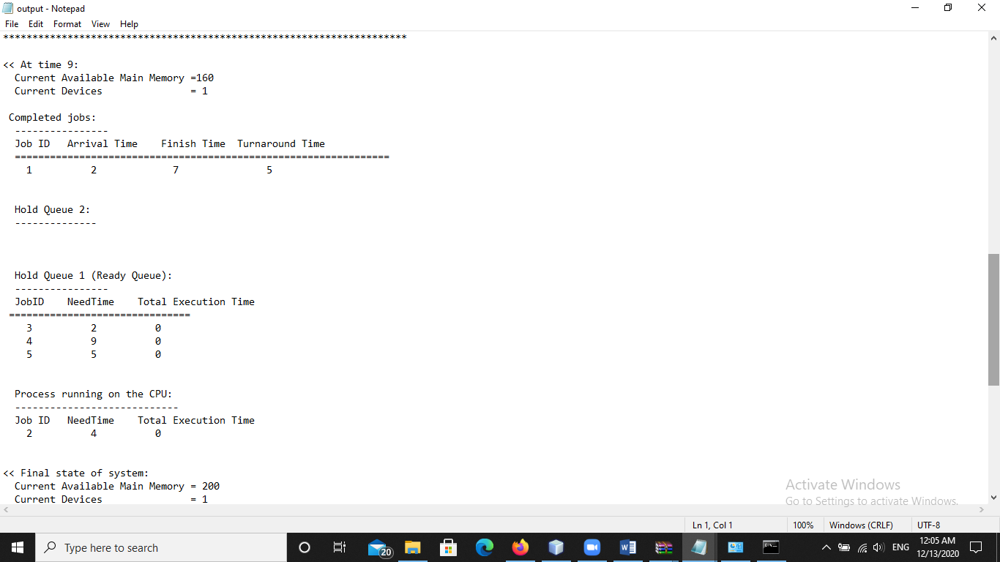 output - Notepad
File Edit Format View Help
*********************************************************************
<< At time 9:
Current Available Main Memory =160
Current Devices = 1
Completed jobs:
----------------
Job ID Arrival Time Finish Time Turnaround Time
================================================================
1 2 7 5
Hold Queue 2:
--------------
Hold Queue 1 (Ready Queue):
----------------
JobID NeedTime Total Execution Time
===============================
3 2 0
4 9 0
5 5 0
Process running on the CPU:
----------------------------
Job ID NeedTime Total Execution Time
2 4 0
<< Final state of system:
Current Available Main Memory = 200
Current Devices = 1
Activate Windows
Go to Settings to activate Windows.
Ln 1, Col 1 100% Windows (CRLF) UTF-8
Type here to search 20 ENG 12:05 AM
12/13/2020